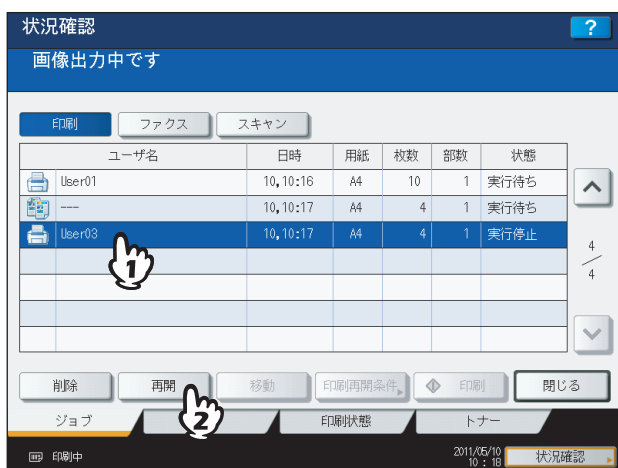 状況確認 ?
画像出力中です
印刷 ファクス スキャン
ユーザ名 日時 用紙 枚数 部数 状態
User01 10,10:16 A4 10 1 実行待ち
--- 10,10:17 A4 4 1 実行待ち
User03 10,10:17 A4 4 1 実行停止
1
4
4
削除 再開 移動 印刷再開条件 印刷 閉じる
2
ジョブ 印刷状態 トナー
印刷中 2011/05/10
10 : 18 状況確認